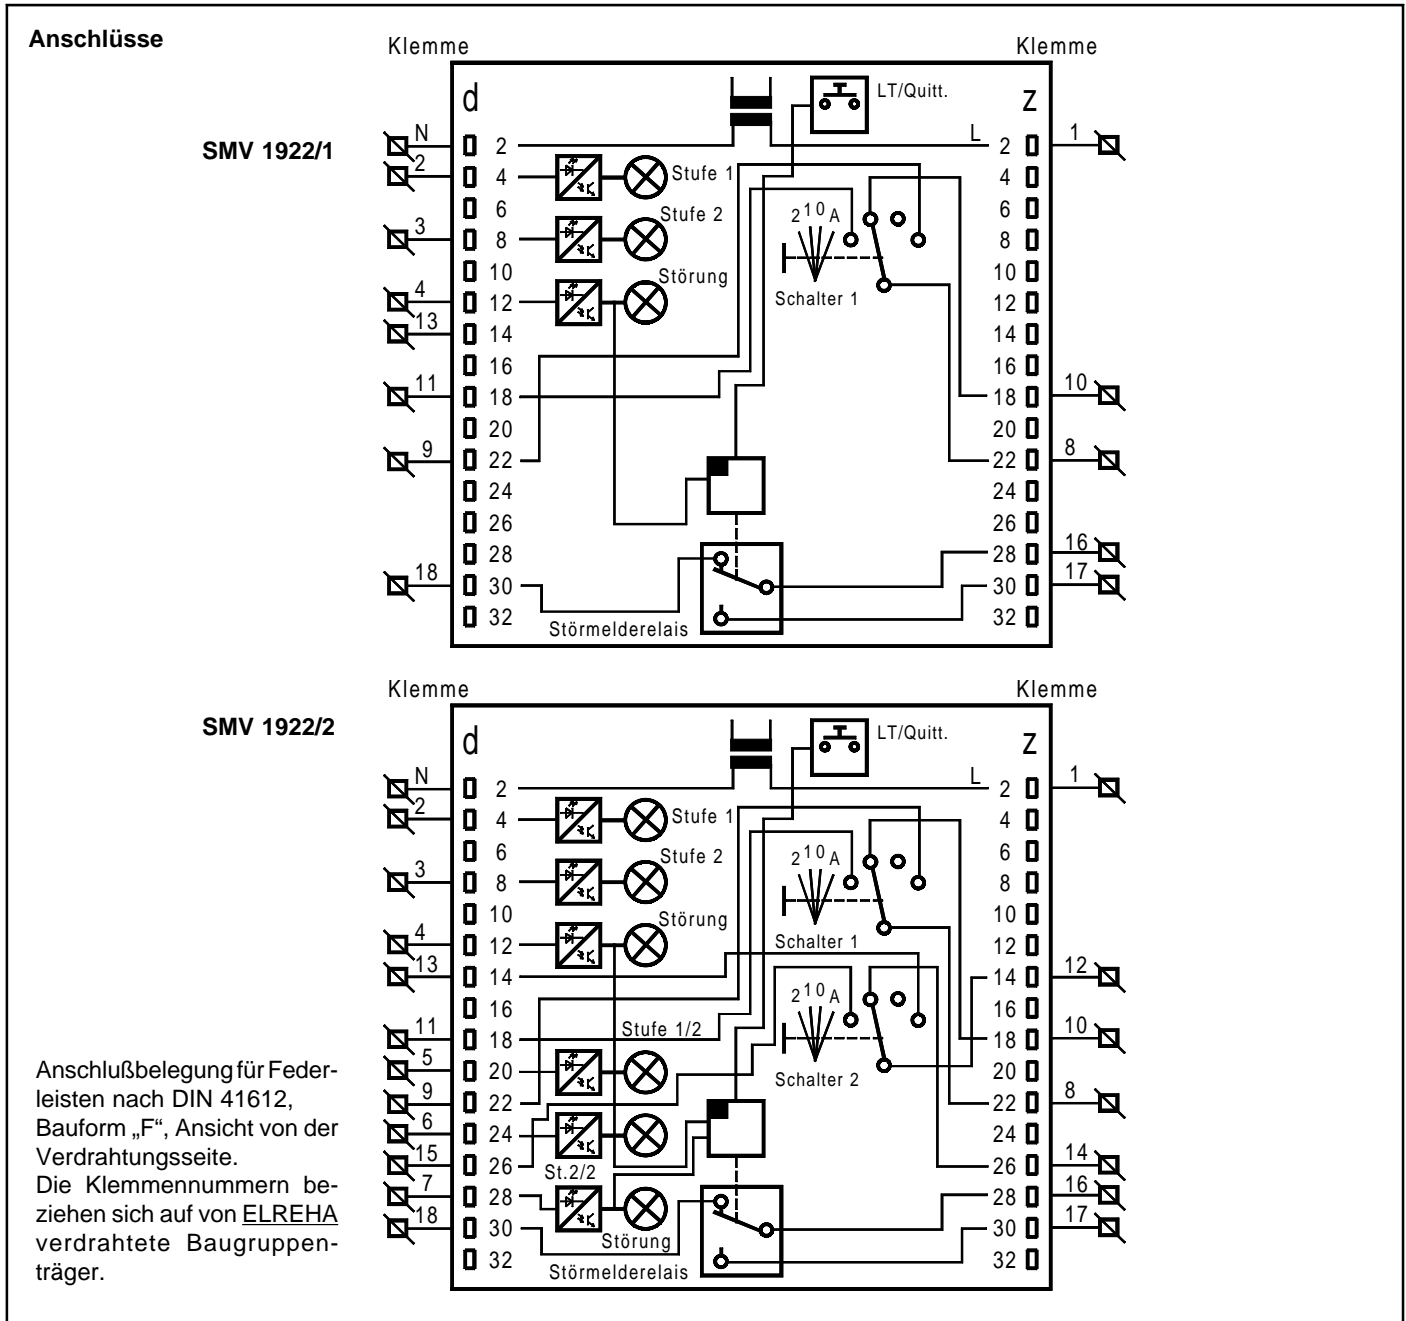 Anschlüsse
Klemme Klemme
SMV 1922/1
d z
LT/Quitt.
N 2 L 2 1
2 4 Stufe 1 4
6 6
3 8 Stufe 2 2 1 0 A 8
10 10
4 12 Störung Schalter 1 12
13 14 14
16 16
11 18 18 10
20 20
9 22 22 8
24 24
26 26
28 28 16
18 30 30 17
32 Störmelderelais 32
Klemme Klemme
SMV 1922/2
d z
LT/Quitt.
N 2 L 2 1
2 4 Stufe 1 4
6 6
3 8 Stufe 2 2 1 0 A 8
10 10
4 12 Störung Schalter 1 12
13 14 14 12
16 2 1 0 A 16
11 18 Stufe 1/2 18 10
5 20 Schalter 2 20
9 22 22 8
6 24 24
15 26 St.2/2 26 14
7 28 28 16
18 30 Störung 30 17
32 Störmelderelais 32
Anschlußbelegung für Feder-
leisten nach DIN 41612,
Bauform „F“, Ansicht von der
Verdrahtungsseite.
Die Klemmennummern be-
ziehen sich auf von ELREHA
verdrahtete Baugruppen-
träger.